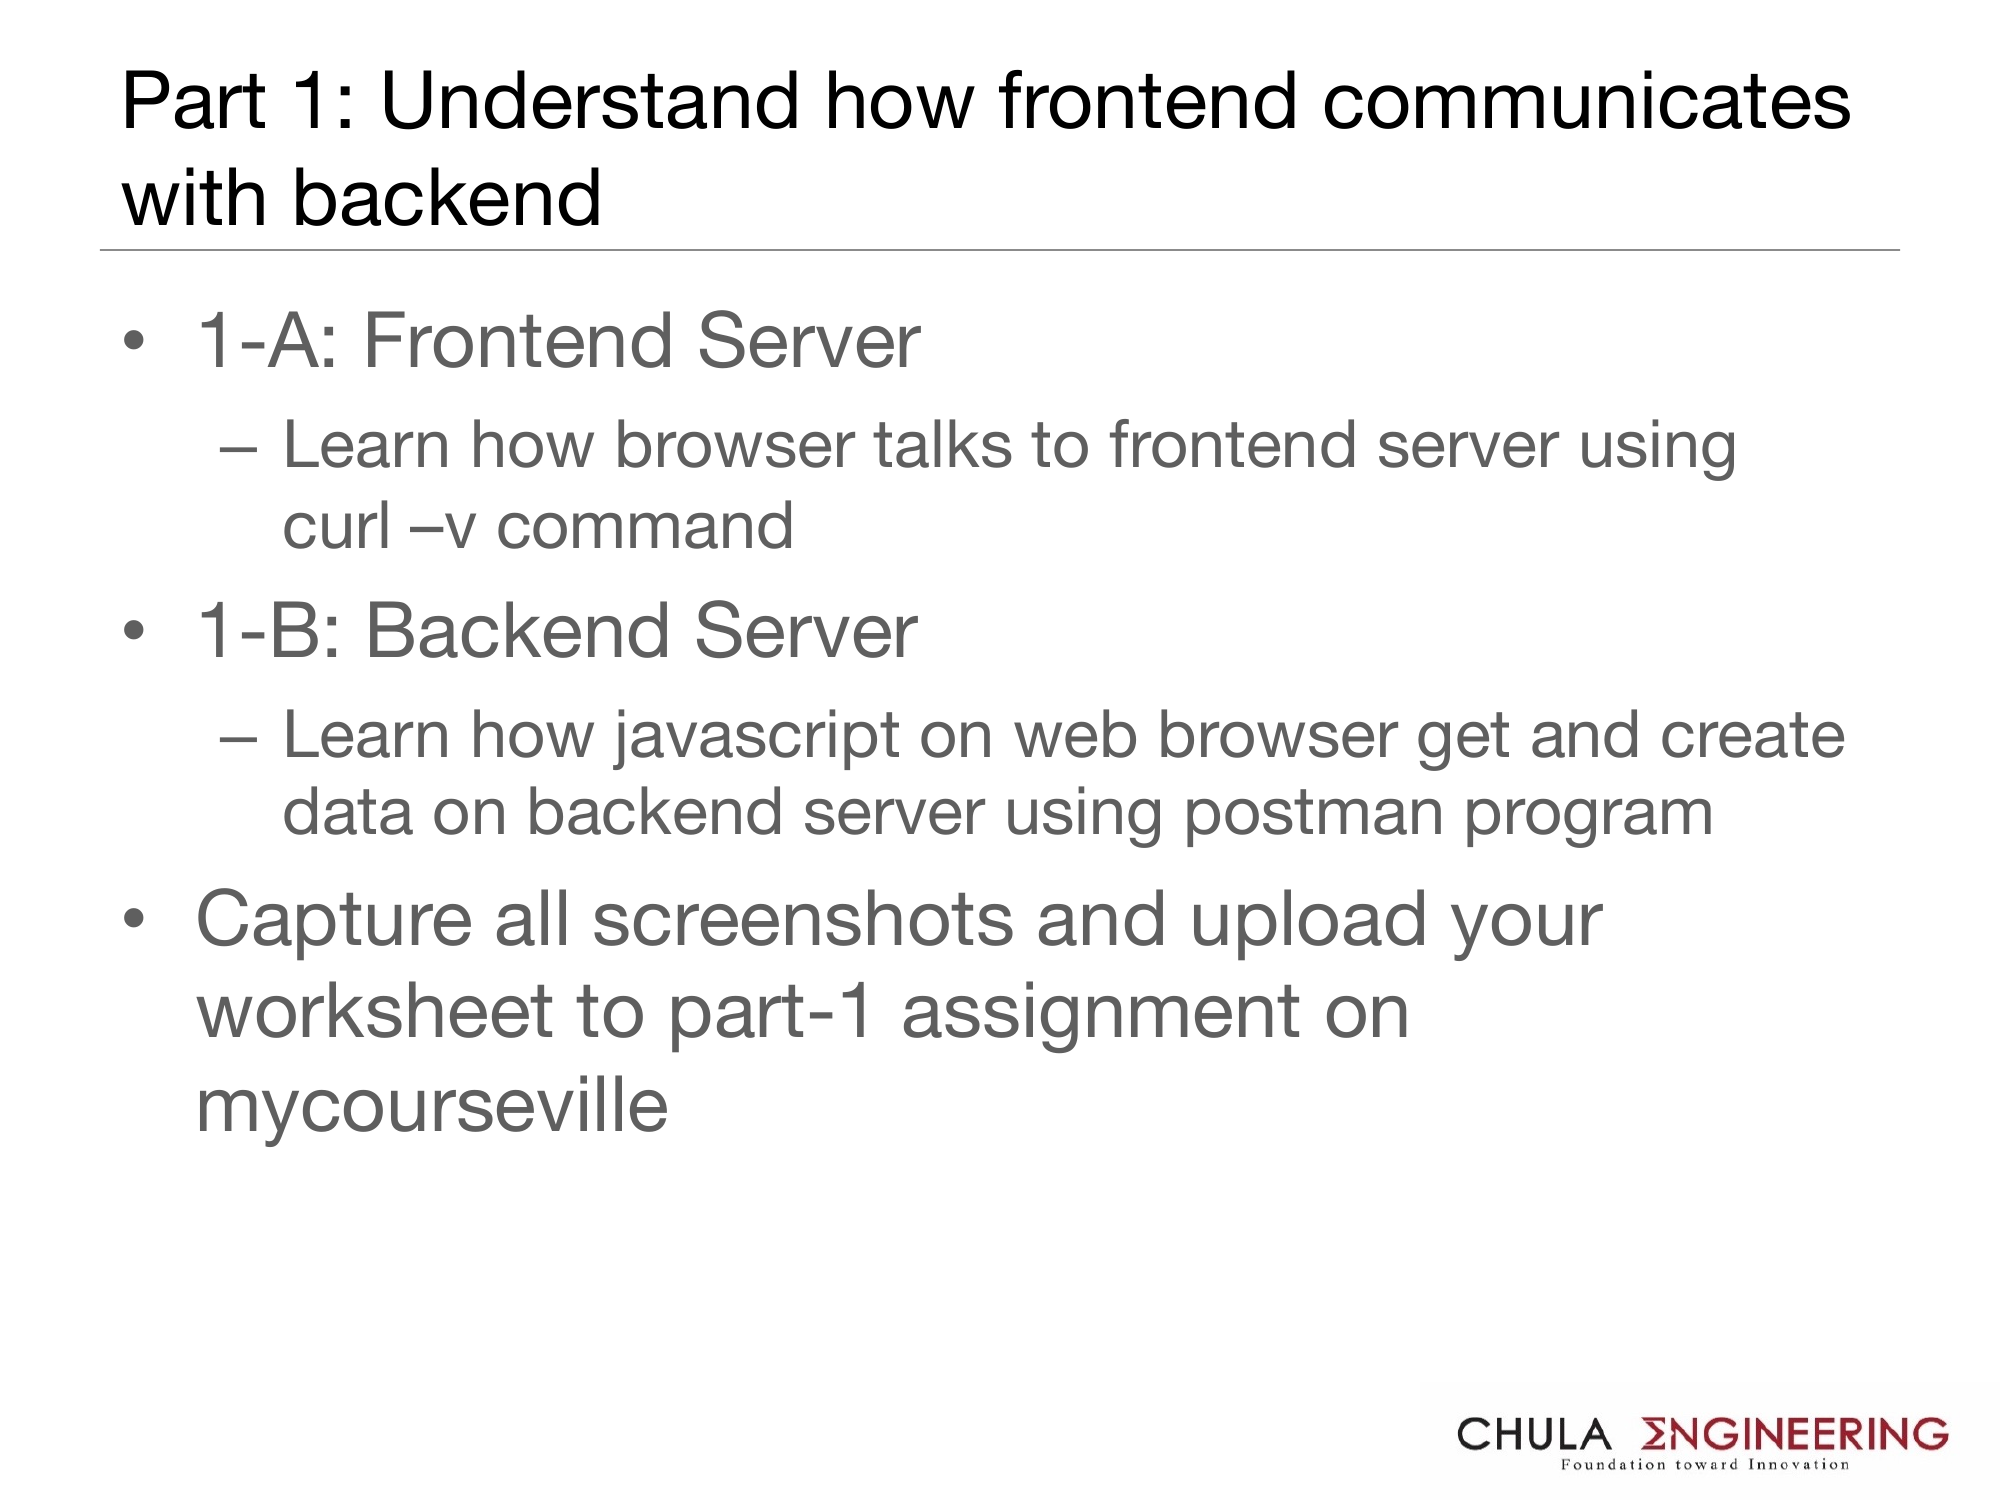 Part 1: Understand how frontend communicates
with backend
• 1-A: Frontend Server
– Learn how browser talks to frontend server using
curl –v command
• 1-B: Backend Server
– Learn how javascript on web browser get and create
data on backend server using postman program
• Capture all screenshots and upload your
worksheet to part-1 assignment on
mycourseville
CHULA ΣNGINEERING
Foundation toward Innovation